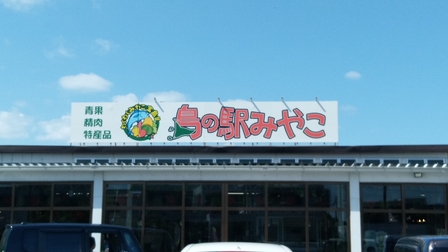 青果
精肉
特産品
島の駅みやこ